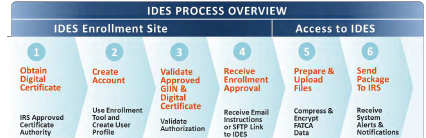 IDES PROCESS OVERVIEW
IDES Enrollment Site
Access to IDES
1
Obtain
Digital
Certificate
IRS Approved
Certificate
Authority
2
Create
Account
Use Enrollment
Tool and
Create User
Profile
3
Validate
Approved
GIIN &
Digital
Certificate
Validate
Authorization
4
Receive
Enrollment
Approval
Receive Email
Instructions
or SFTP Link
to IDES
5
Prepare &
Upload
Files
Compress &
Encrypt
FATCA
Data
6
Send
Package
To IRS
Receive
System
Alerts &
Notifications